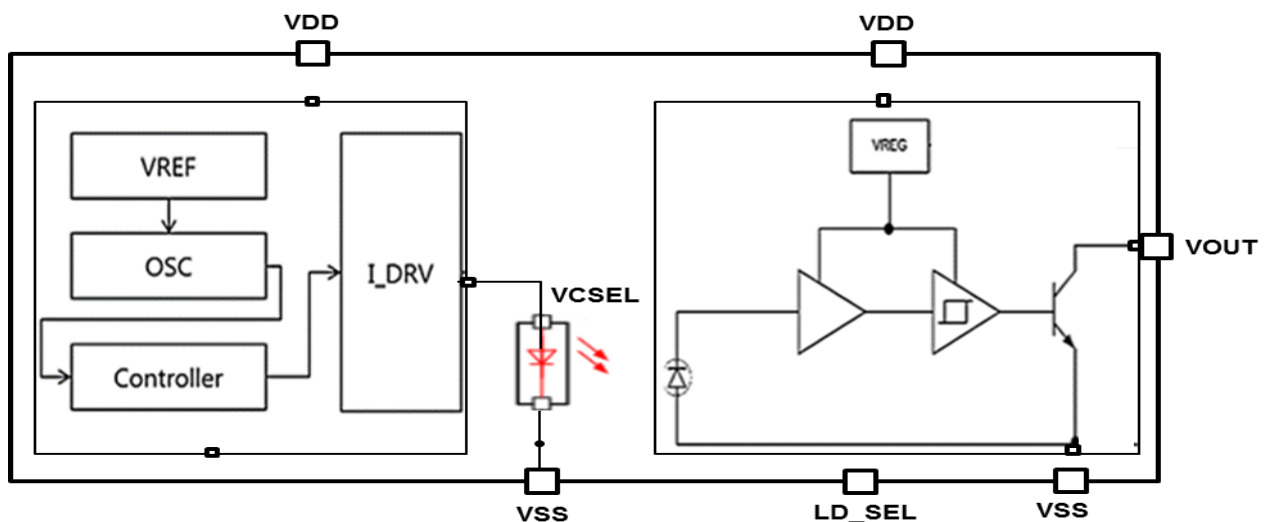 VDD
VDD
VREF
VREG
OSC
I_DRV
VOUT
VCSEL
Controller
VSS
LD_SEL
VSS